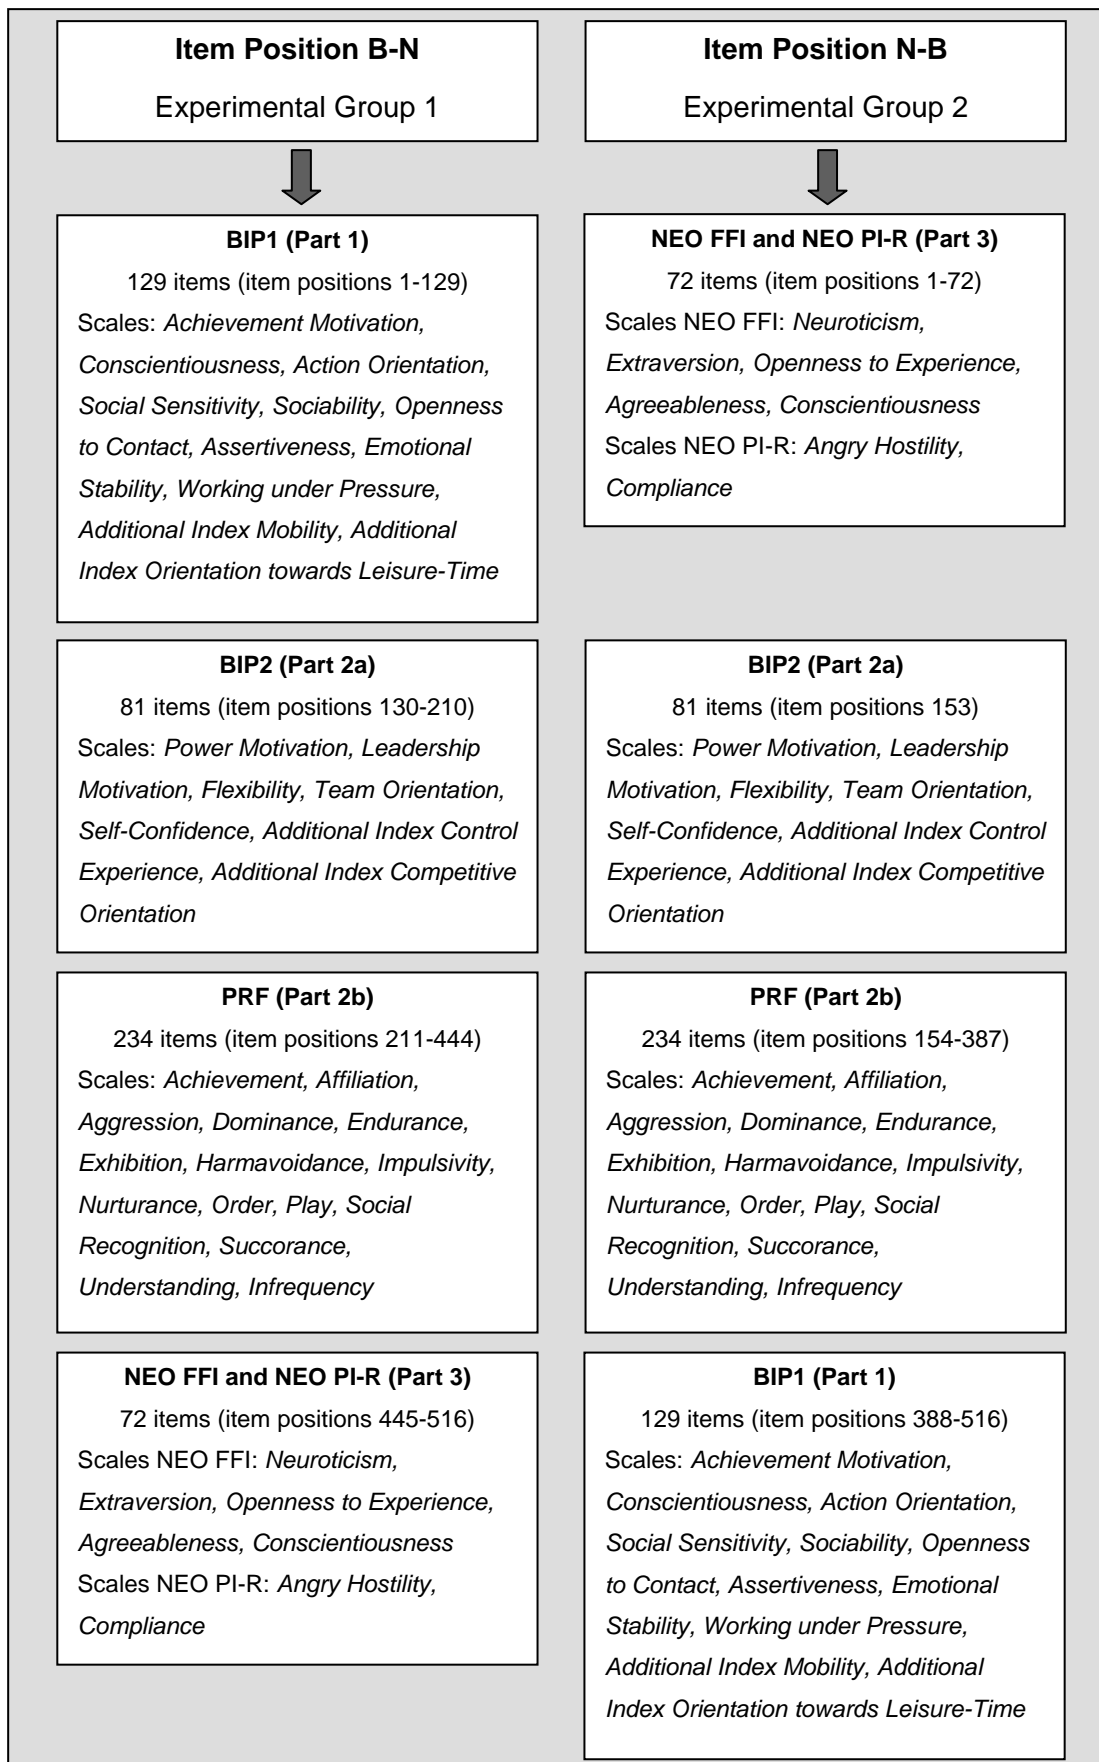 Item Position B-N
Experimental Group 1
BIP1 (Part 1)
129 items (item positions 1-129)
Scales: Achievement Motivation,
Conscientiousness, Action Orientation,
Social Sensitivity, Sociability, Openness
to Contact, Assertiveness, Emotional
Stability, Working under Pressure,
Additional Index Mobility, Additional
Index Orientation towards Leisure-Time
BIP2 (Part 2a)
81 items (item positions 130-210)
Scales: Power Motivation, Leadership
Motivation, Flexibility, Team Orientation,
Self-Confidence, Additional Index Control
Experience, Additional Index Competitive
Orientation
PRF (Part 2b)
234 items (item positions 211-444)
Scales: Achievement, Affiliation,
Aggression, Dominance, Endurance,
Exhibition, Harmavoidance, Impulsivity,
Nurturance, Order, Play, Social
Recognition, Succorance,
Understanding, Infrequency
NEO FFI and NEO PI-R (Part 3)
72 items (item positions 445-516)
Scales NEO FFI: Neuroticism,
Extraversion, Openness to Experience,
Agreeableness, Conscientiousness
Scales NEO PI-R: Angry Hostility,
Compliance
Item Position N-B
Experimental Group 2
NEO FFI and NEO PI-R (Part 3)
72 items (item positions 1-72)
Scales NEO FFI: Neuroticism,
Extraversion, Openness to Experience,
Agreeableness, Conscientiousness
Scales NEO PI-R: Angry Hostility,
Compliance
BIP2 (Part 2a)
81 items (item positions 153)
Scales: Power Motivation, Leadership
Motivation, Flexibility, Team Orientation,
Self-Confidence, Additional Index Control
Experience, Additional Index Competitive
Orientation
PRF (Part 2b)
234 items (item positions 154-387)
Scales: Achievement, Affiliation,
Aggression, Dominance, Endurance,
Exhibition, Harmavoidance, Impulsivity,
Nurturance, Order, Play, Social
Recognition, Succorance,
Understanding, Infrequency
BIP1 (Part 1)
129 items (item positions 388-516)
Scales: Achievement Motivation,
Conscientiousness, Action Orientation,
Social Sensitivity, Sociability, Openness
to Contact, Assertiveness, Emotional
Stability, Working under Pressure,
Additional Index Mobility, Additional
Index Orientation towards Leisure-Time